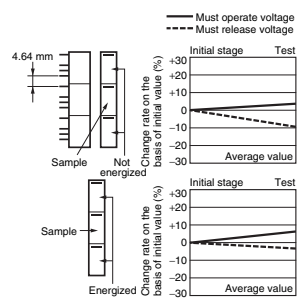 Must operate voltage
Must release voltage
4.64 mm
Sample
Not
energized
Change rate on the
basis of initial value (%)
Initial stage
Test
+30
+20
+10
0
−10
−20
−30
Average value
Sample
Energized
Change rate on the
basis of initial value (%)
Initial stage
Test
+30
+20
+10
0
−10
−20
−30
Average value